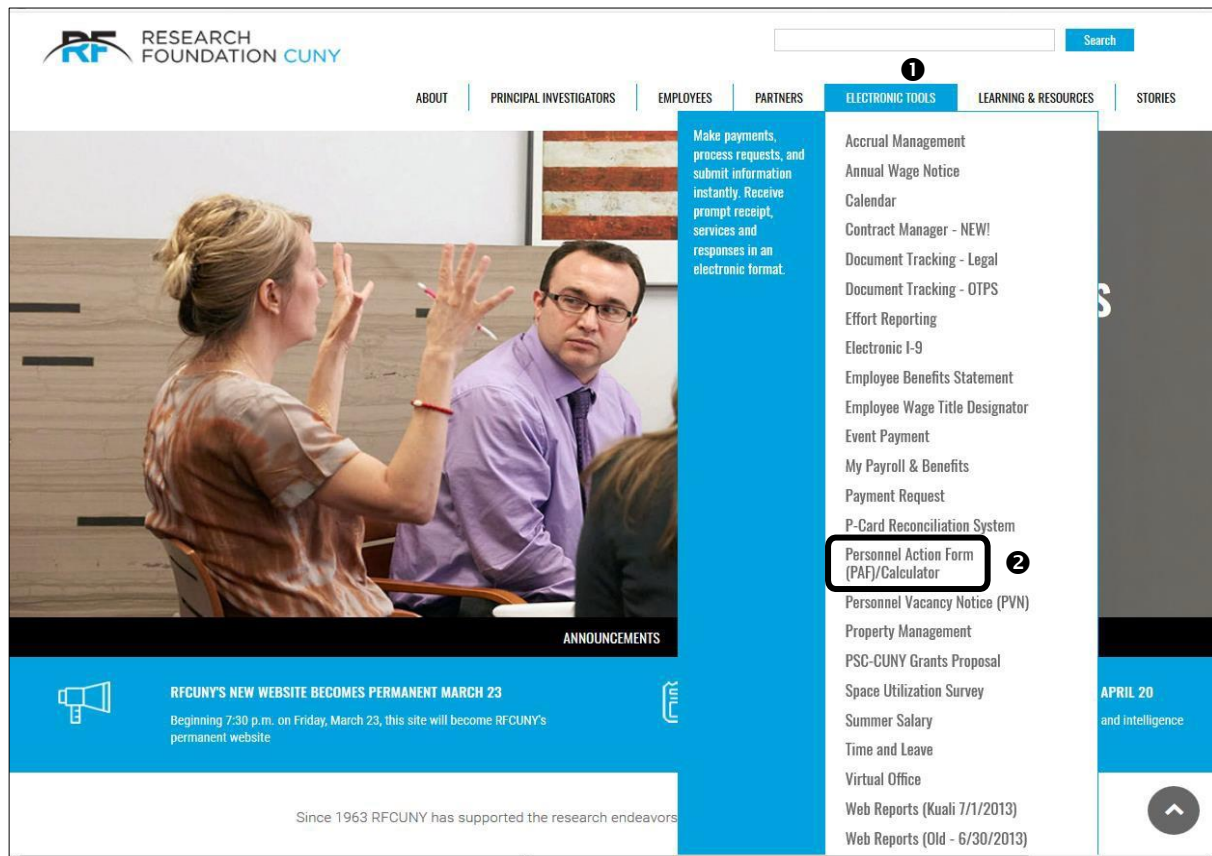 RF RESEARCH
FOUNDATION CUNY
Search
❶
ABOUT PRINCIPAL INVESTIGATORS EMPLOYEES PARTNERS ELECTRONIC TOOLS LEARNING & RESOURCES STORIES
Make payments,
process requests, and
submit information
instantly. Receive
prompt receipt,
services and
responses in an
electronic format.
Accrual Management
Annual Wage Notice
Calendar
Contract Manager - NEW!
Document Tracking - Legal
Document Tracking - OTPS
Effort Reporting
Electronic I-9
Employee Benefits Statement
Employee Wage Title Designator
Event Payment
My Payroll & Benefits
Payment Request
P-Card Reconciliation System
Personnel Action Form
(PAF)/Calculator
❷
Personnel Vacancy Notice (PVN)
Property Management
PSC-CUNY Grants Proposal
Space Utilization Survey
Summer Salary
Time and Leave
Virtual Office
Web Reports (Kuali 7/1/2013)
Web Reports (Old - 6/30/2013)
S
ANNOUNCEMENTS
RFCUNY'S NEW WEBSITE BECOMES PERMANENT MARCH 23
Beginning 7:30 p.m. on Friday, March 23, this site will become RFCUNY's
permanent website
APRIL 20
and intelligence
Since 1963 RFCUNY has supported the research endeavors